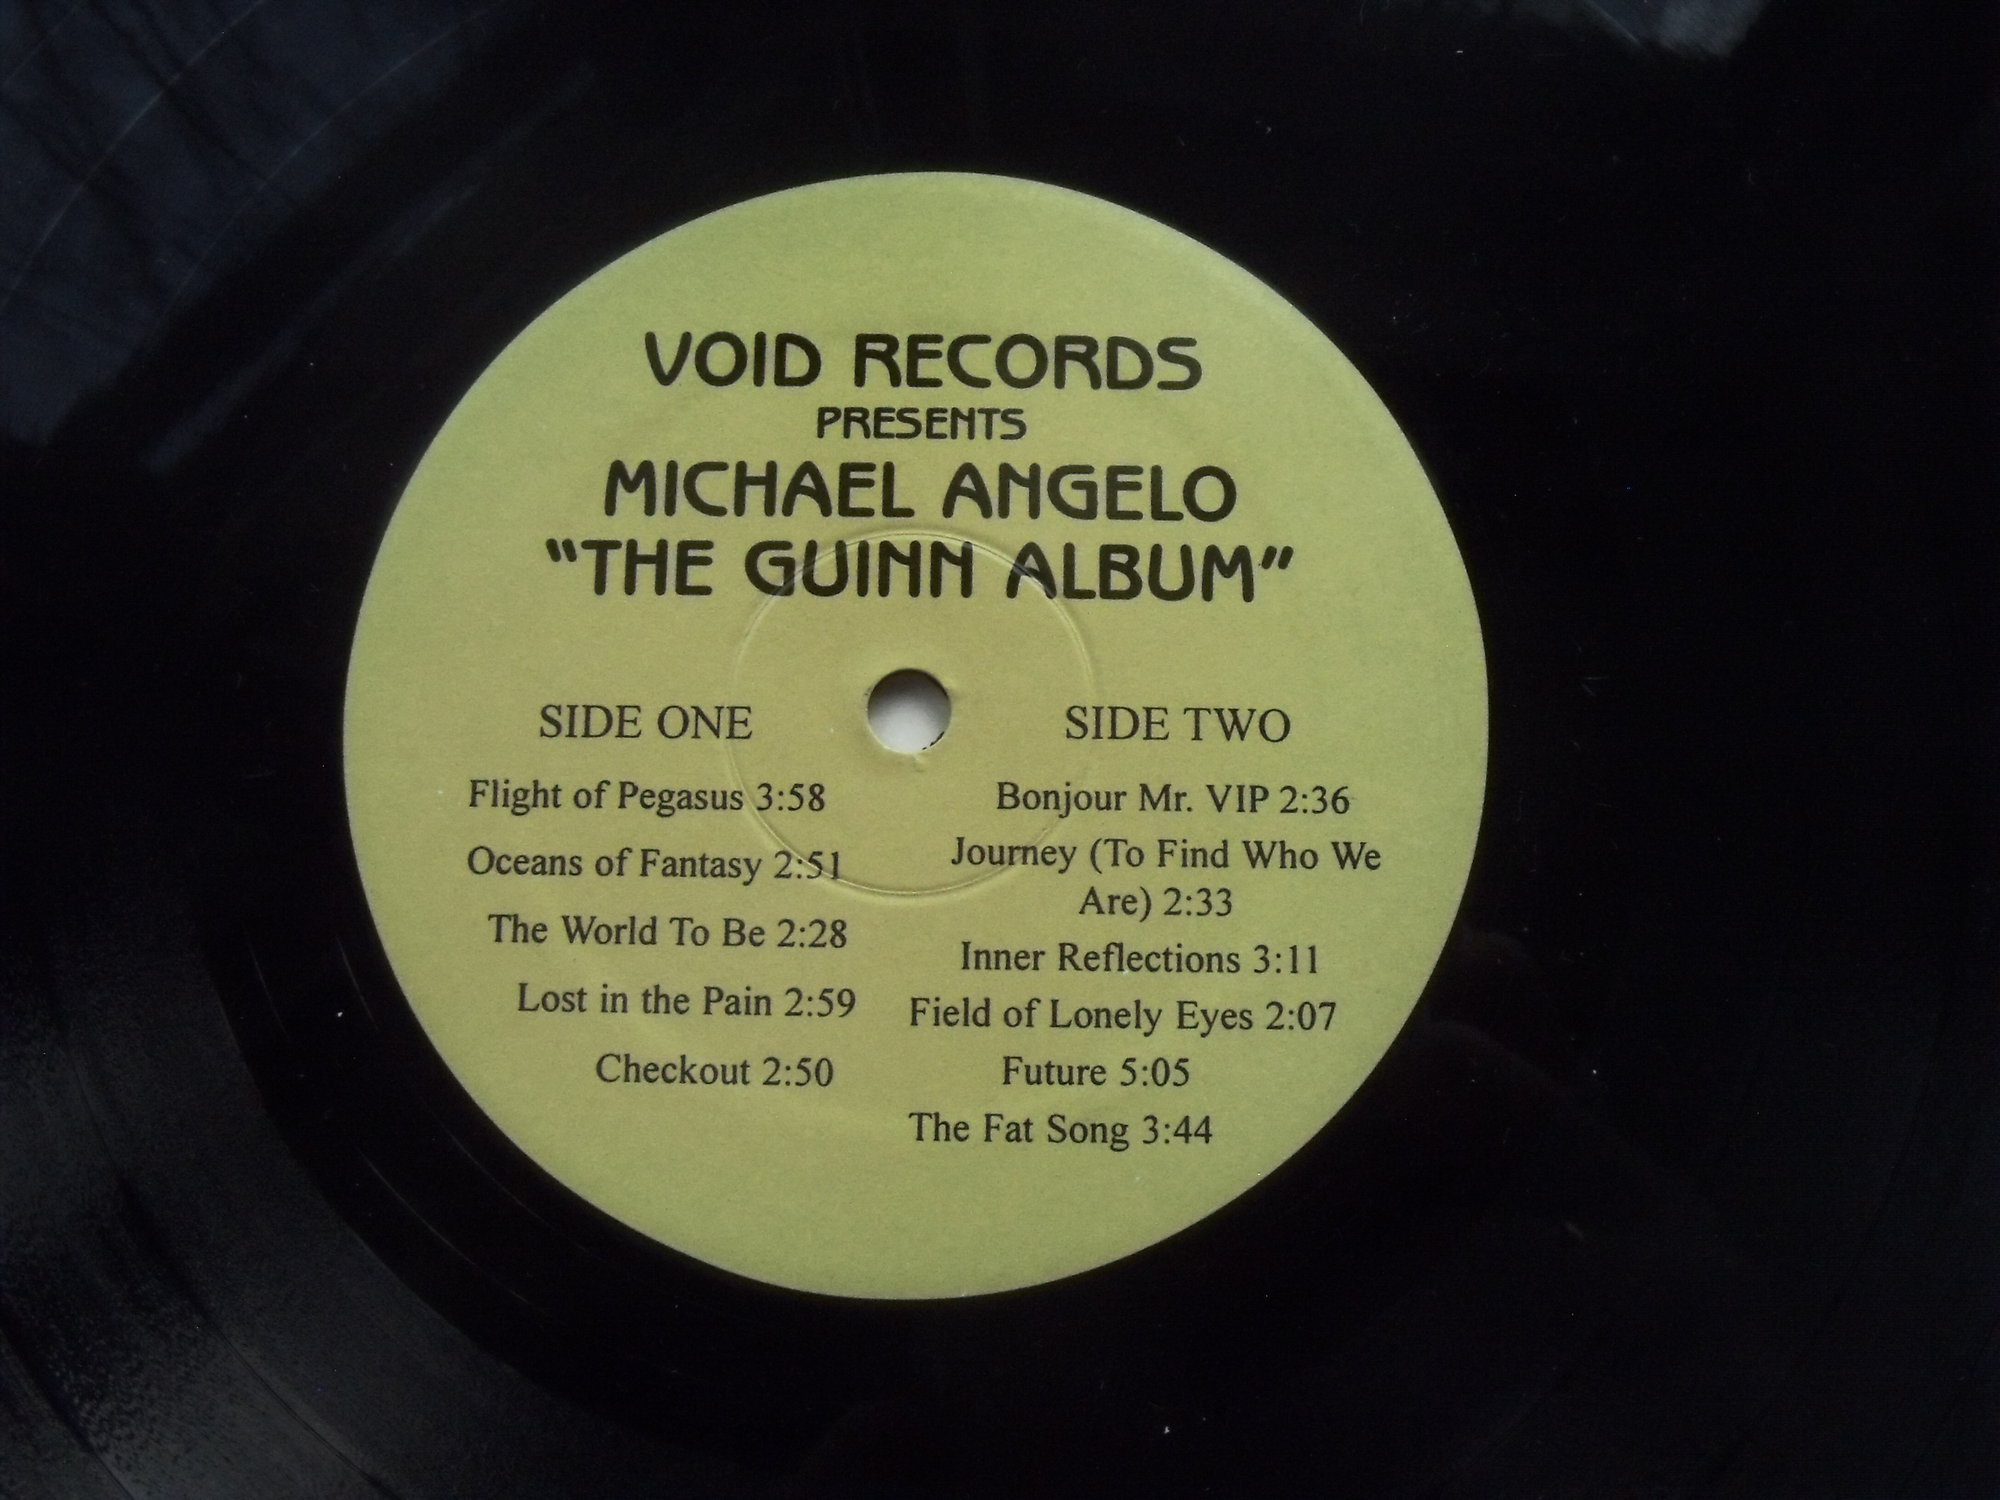 VOID RECORDS
PRESENTS
MICHAEL ANGELO
"THE GUINN ALBUM"
SIDE ONE
Flight of Pegasus 3:58
Oceans of Fantasy 2:51
The World To Be 2:28
Lost in the Pain 2:59
Checkout 2:50
SIDE TWO
Bonjour Mr. VIP 2:36
Journey (To Find Who We
Are) 2:33
Inner Reflections 3:11
Field of Lonely Eyes 2:07
Future 5:05
The Fat Song 3:44